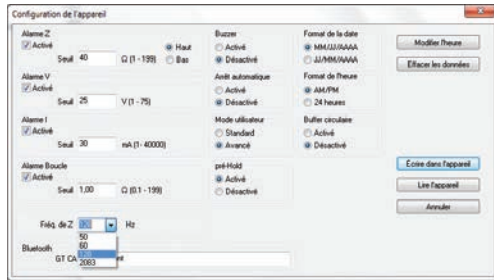 Configuration de l'appareil
Alarme Z
Activé
Haut
Seuil 40 Ω (1 - 199) Bas
Alarme V
Activé
Seuil 25 V (1 - 75)
Alarme I
Activé
Seuil 30 mA (1 - 40000)
Alarme Boucle
Activé
Seuil 1,00 Ω (0.1 - 199)
Fréq. de Z Hz
50
60
2083
Bluetooth
GT CA
Buzzer
Activé
Désactivé
Arrêt automatique
Activé
Désactivé
Mode utilisateur
Standard
Avancé
pré-Hold
Activé
Désactivé
Format de la date
MM/JJ/AAAA
JJ/MM/AAAA
Format de l'heure
AM/PM
24 heures
Buffer circulaire
Activé
Désactivé
Modifier l'heure
Effacer les données
Écrire dans l'appareil
Lire l'appareil
Annuler